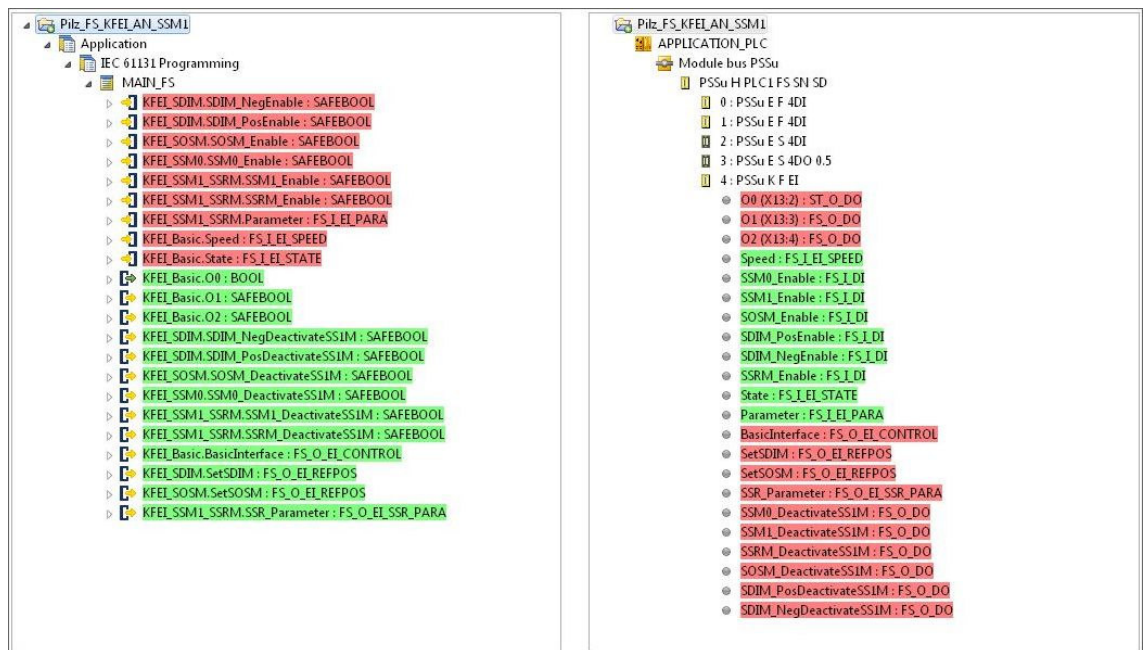 Pilz_FS_KFEI_AN_SSM1
Application
IEC 61131 Programming
MAIN_FS
KFEI_SDIM.SDIM_NegEnable : SAFEBOOL
KFEI_SDIM.SDIM_PosEnable : SAFEBOOL
KFEI_SOSM.SOSM_Enable : SAFEBOOL
KFEI_SSM0.SSM0_Enable : SAFEBOOL
KFEI_SSM1_SSRM.SSM1_Enable : SAFEBOOL
KFEI_SSM1_SSRM.SSRM_Enable : SAFEBOOL
KFEI_SSM1_SSRM.Parameter : FS_I_EI_PARA
KFEI_Basic.Speed : FS_I_EI_SPEED
KFEI_Basic.State : FS_I_EI_STATE
KFEI_Basic.O0 : BOOL
KFEI_Basic.O1 : SAFEBOOL
KFEI_Basic.O2 : SAFEBOOL
KFEI_SDIM.SDIM_NegDeactivateSS1M : SAFEBOOL
KFEI_SDIM.SDIM_PosDeactivateSS1M : SAFEBOOL
KFEI_SOSM.SOSM_DeactivateSS1M : SAFEBOOL
KFEI_SSM0.SSM0_DeactivateSS1M : SAFEBOOL
KFEI_SSM1_SSRM.SSM1_DeactivateSS1M : SAFEBOOL
KFEI_SSM1_SSRM.SSRM_DeactivateSS1M : SAFEBOOL
KFEI_Basic.BasicInterface : FS_O_EI_CONTROL
KFEI_SDIM.SetSDIM : FS_O_EI_REFPOS
KFEI_SOSM.SetSOSM : FS_O_EI_REFPOS
KFEI_SSM1_SSRM.SSR_Parameter : FS_O_EI_SSR_PARA
Pilz_FS_KFEI_AN_SSM1
APPLICATION_PLC
Module bus PSSu
PSSu H PLC1 FS SN SD
0 : PSSu E F 4DI
1 : PSSu E F 4DI
2 : PSSu E S 4DI
3 : PSSu E S 4DO 0.5
4 : PSSu K F EI
O0 (X13:2) : ST_O_DO
O1 (X13:3) : FS_O_DO
O2 (X13:4) : FS_O_DO
Speed : FS_I_EI_SPEED
SSM0_Enable : FS_I_DI
SSM1_Enable : FS_I_DI
SOSM_Enable : FS_I_DI
SDIM_PosEnable : FS_I_DI
SDIM_NegEnable : FS_I_DI
SSRM_Enable : FS_I_DI
State : FS_I_EI_STATE
Parameter : FS_I_EI_PARA
BasicInterface : FS_O_EI_CONTROL
SetSDIM : FS_O_EI_REFPOS
SetSOSM : FS_O_EI_REFPOS
SSR_Parameter : FS_O_EI_SSR_PARA
SSM0_DeactivateSS1M : FS_O_DO
SSM1_DeactivateSS1M : FS_O_DO
SSRM_DeactivateSS1M : FS_O_DO
SOSM_DeactivateSS1M : FS_O_DO
SDIM_PosDeactivateSS1M : FS_O_DO
SDIM_NegDeactivateSS1M : FS_O_DO